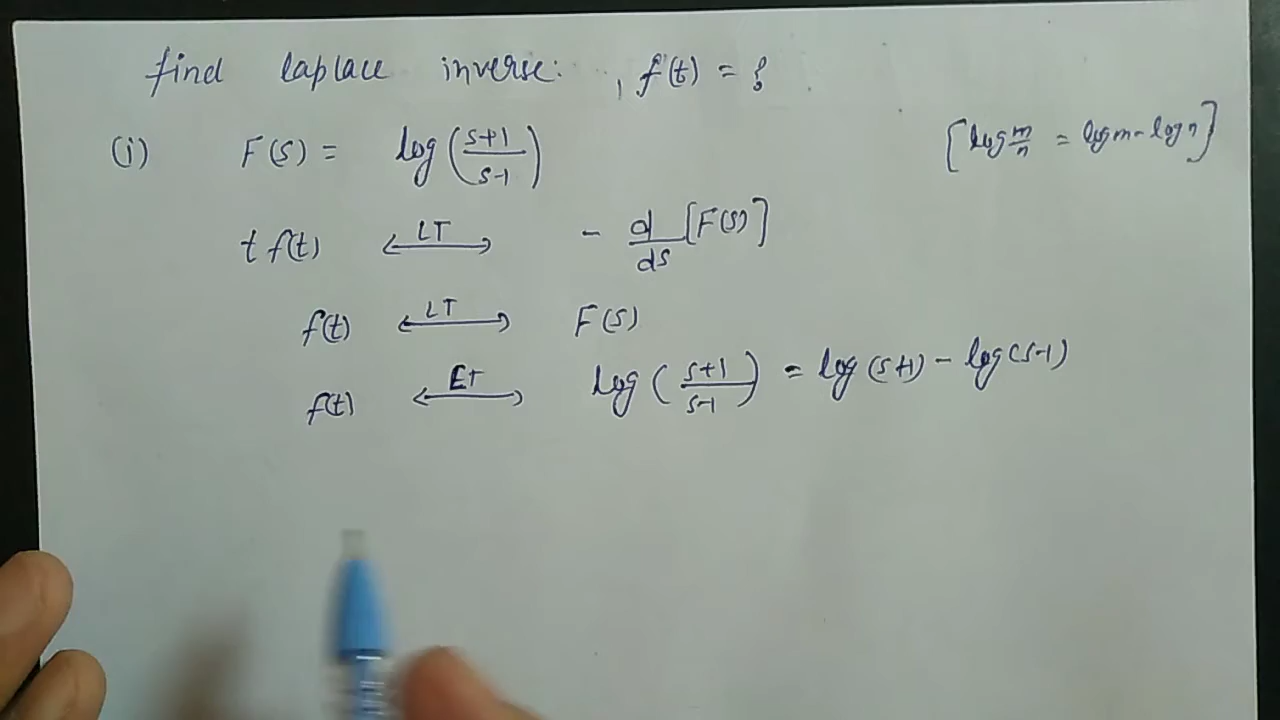 find laplace inverse: , f(t) = ?
(i) F(s) = log (s+1/s-1)
[log m/n = log m - log n]
t f(t) ⟷ LT - d/ds [F(s)]
f(t) ⟷ LT F(s)
f(t) ⟷ LT log (s+1/s-1) = log (s+1) - log (s-1)